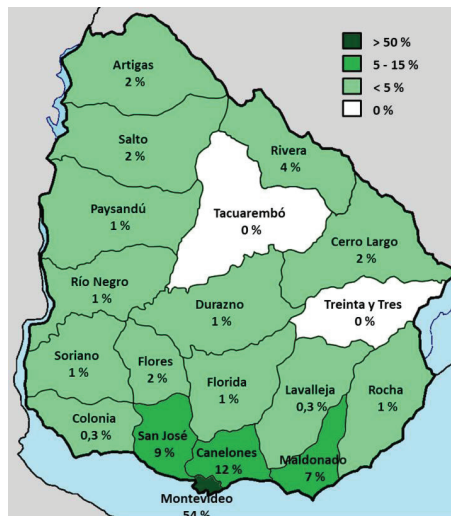 > 50 %
5 - 15 %
< 5 %
0 %
Artigas
2 %
Salto
2 %
Rivera
4 %
Paysandú
1 %
Tacuarembó
0 %
Cerro Largo
2 %
Río Negro
1 %
Durazno
1 %
Treinta y Tres
0 %
Soriano
1 %
Flores
2 %
Florida
1 %
Lavalleja
0,3 %
Rocha
1 %
Colonia
0,3 %
San José
9 %
Canelones
12 %
Maldonado
7 %
Montevideo
54 %